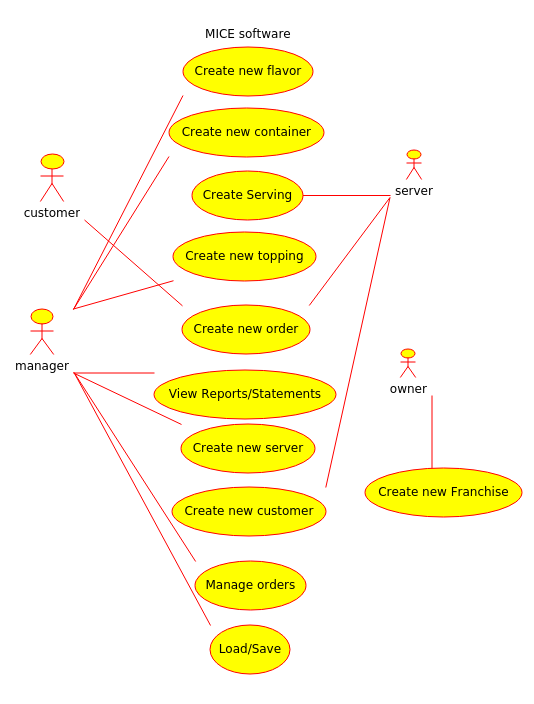 MICE software
Create new flavor
Create new container
customer
server
Create Serving
Create new topping
Create new order
manager
owner
View Reports/Statements
Create new server
Create new customer
Create new Franchise
Manage orders
Load/Save